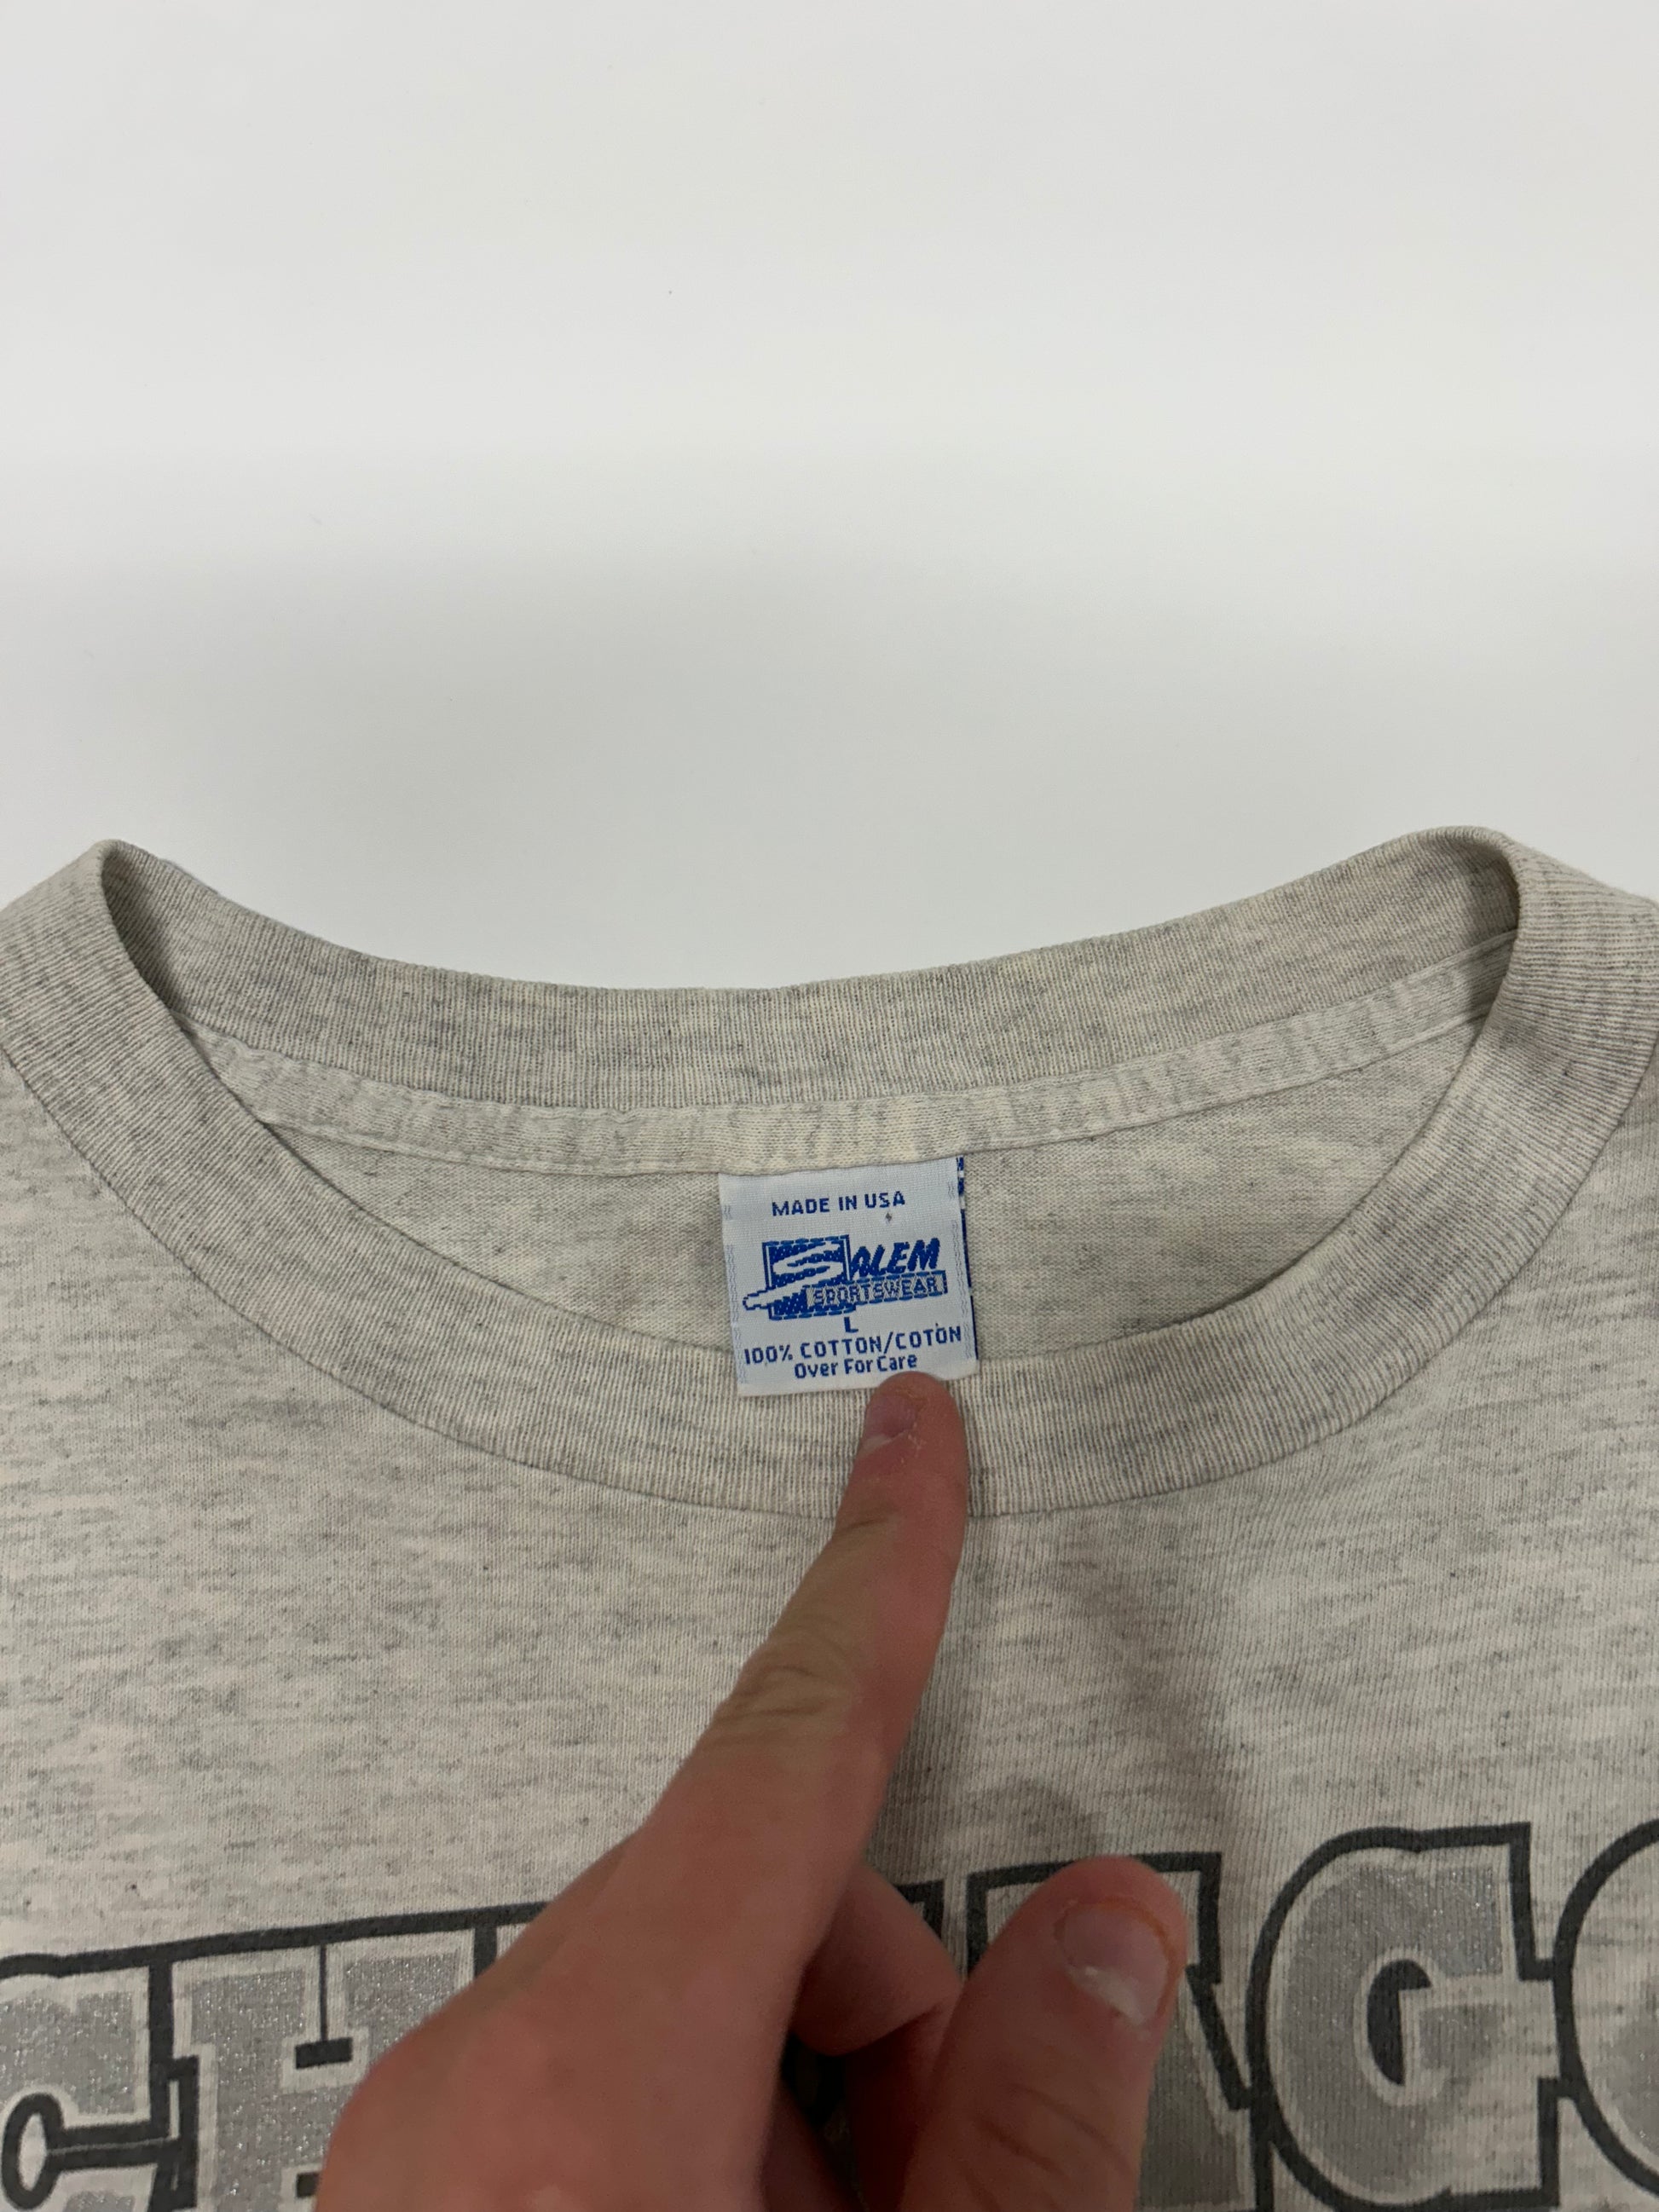 MADE IN USA
SALEM
SPORTSWEAR
L
100% COTTON/COTON
Over For Care